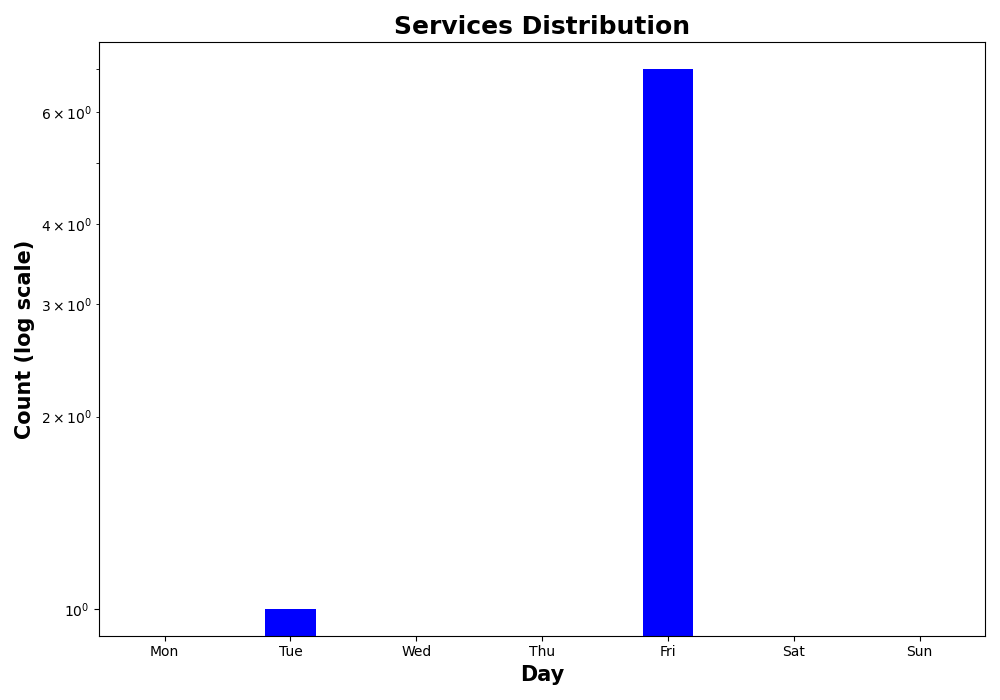 Services Distribution
Count (log scale)
6 × 10⁰
4 × 10⁰
3 × 10⁰
2 × 10⁰
10⁰
Mon Tue Wed Thu Fri Sat Sun
Day